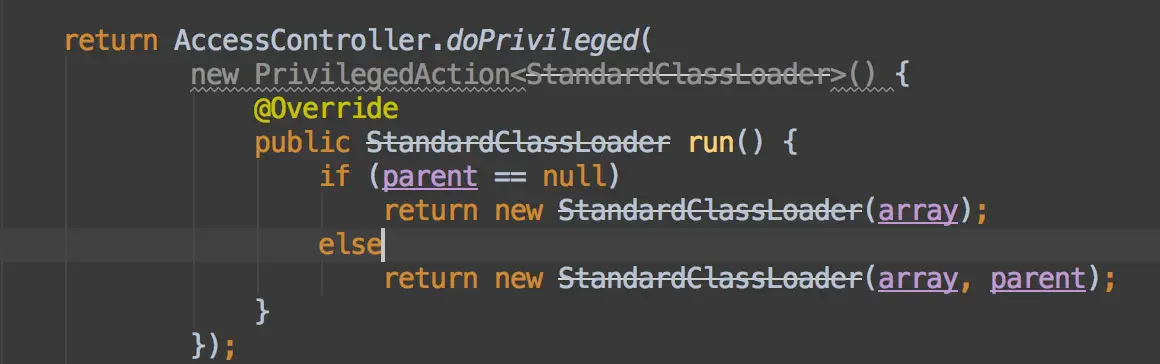 return AccessController.doPrivileged(
new PrivilegedAction<StandardClassLoader>() {
@Override
public StandardClassLoader run() {
if (parent == null)
return new StandardClassLoader(array);
else
return new StandardClassLoader(array, parent);
}
});